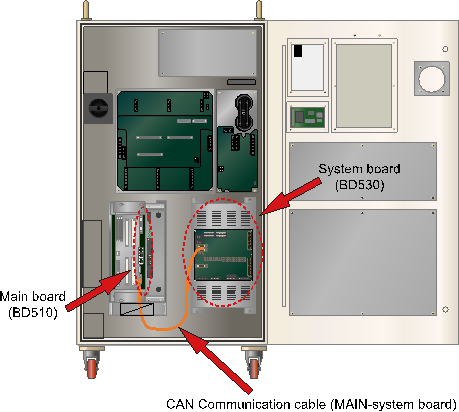 System board
(BD530)
Main board
(BD510)
CAN Communication cable (MAIN-system board)